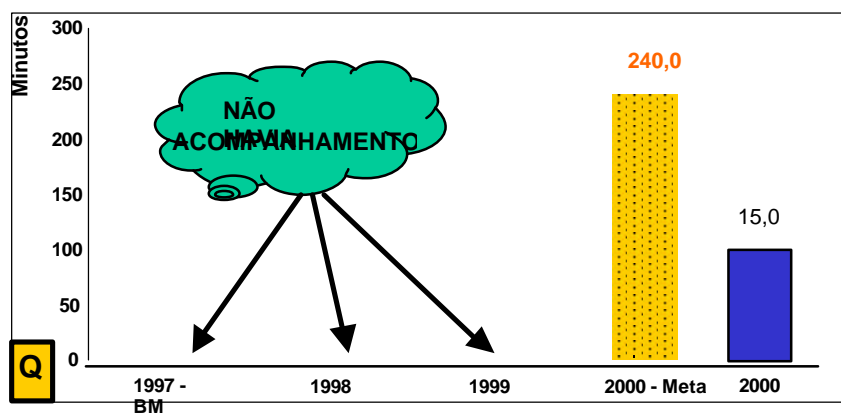 Minutos
300
250
200
150
100
50
0
NÃO
HAVIA
ACOMPANHAMENTO
240,0
15,0
Q
1997 -
BM
1998
1999
2000 - Meta
2000